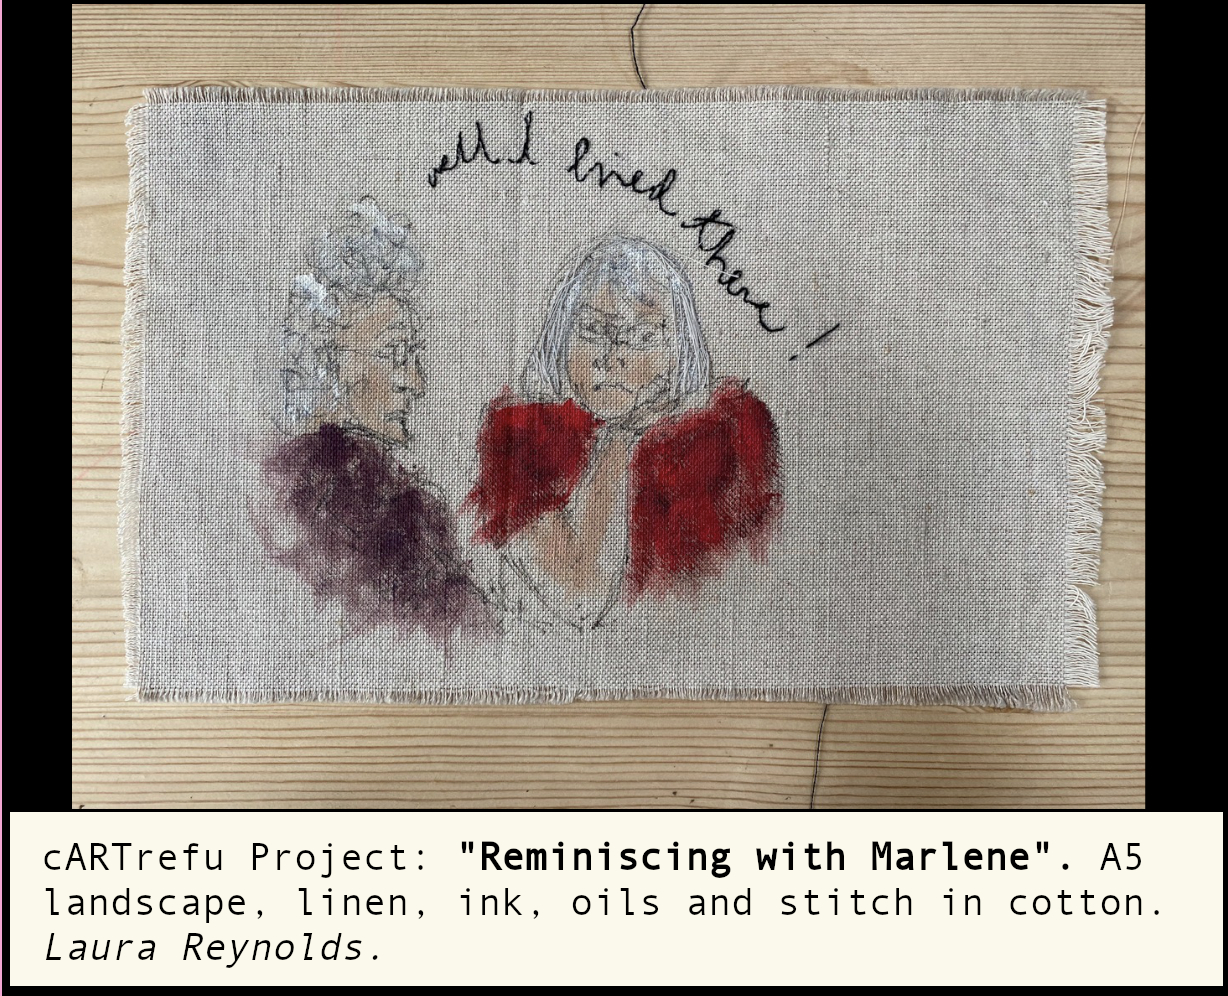 well I lived there!
cARTrefu Project: "Reminiscing with Marlene". A5
landscape, linen, ink, oils and stitch in cotton.
Laura Reynolds.